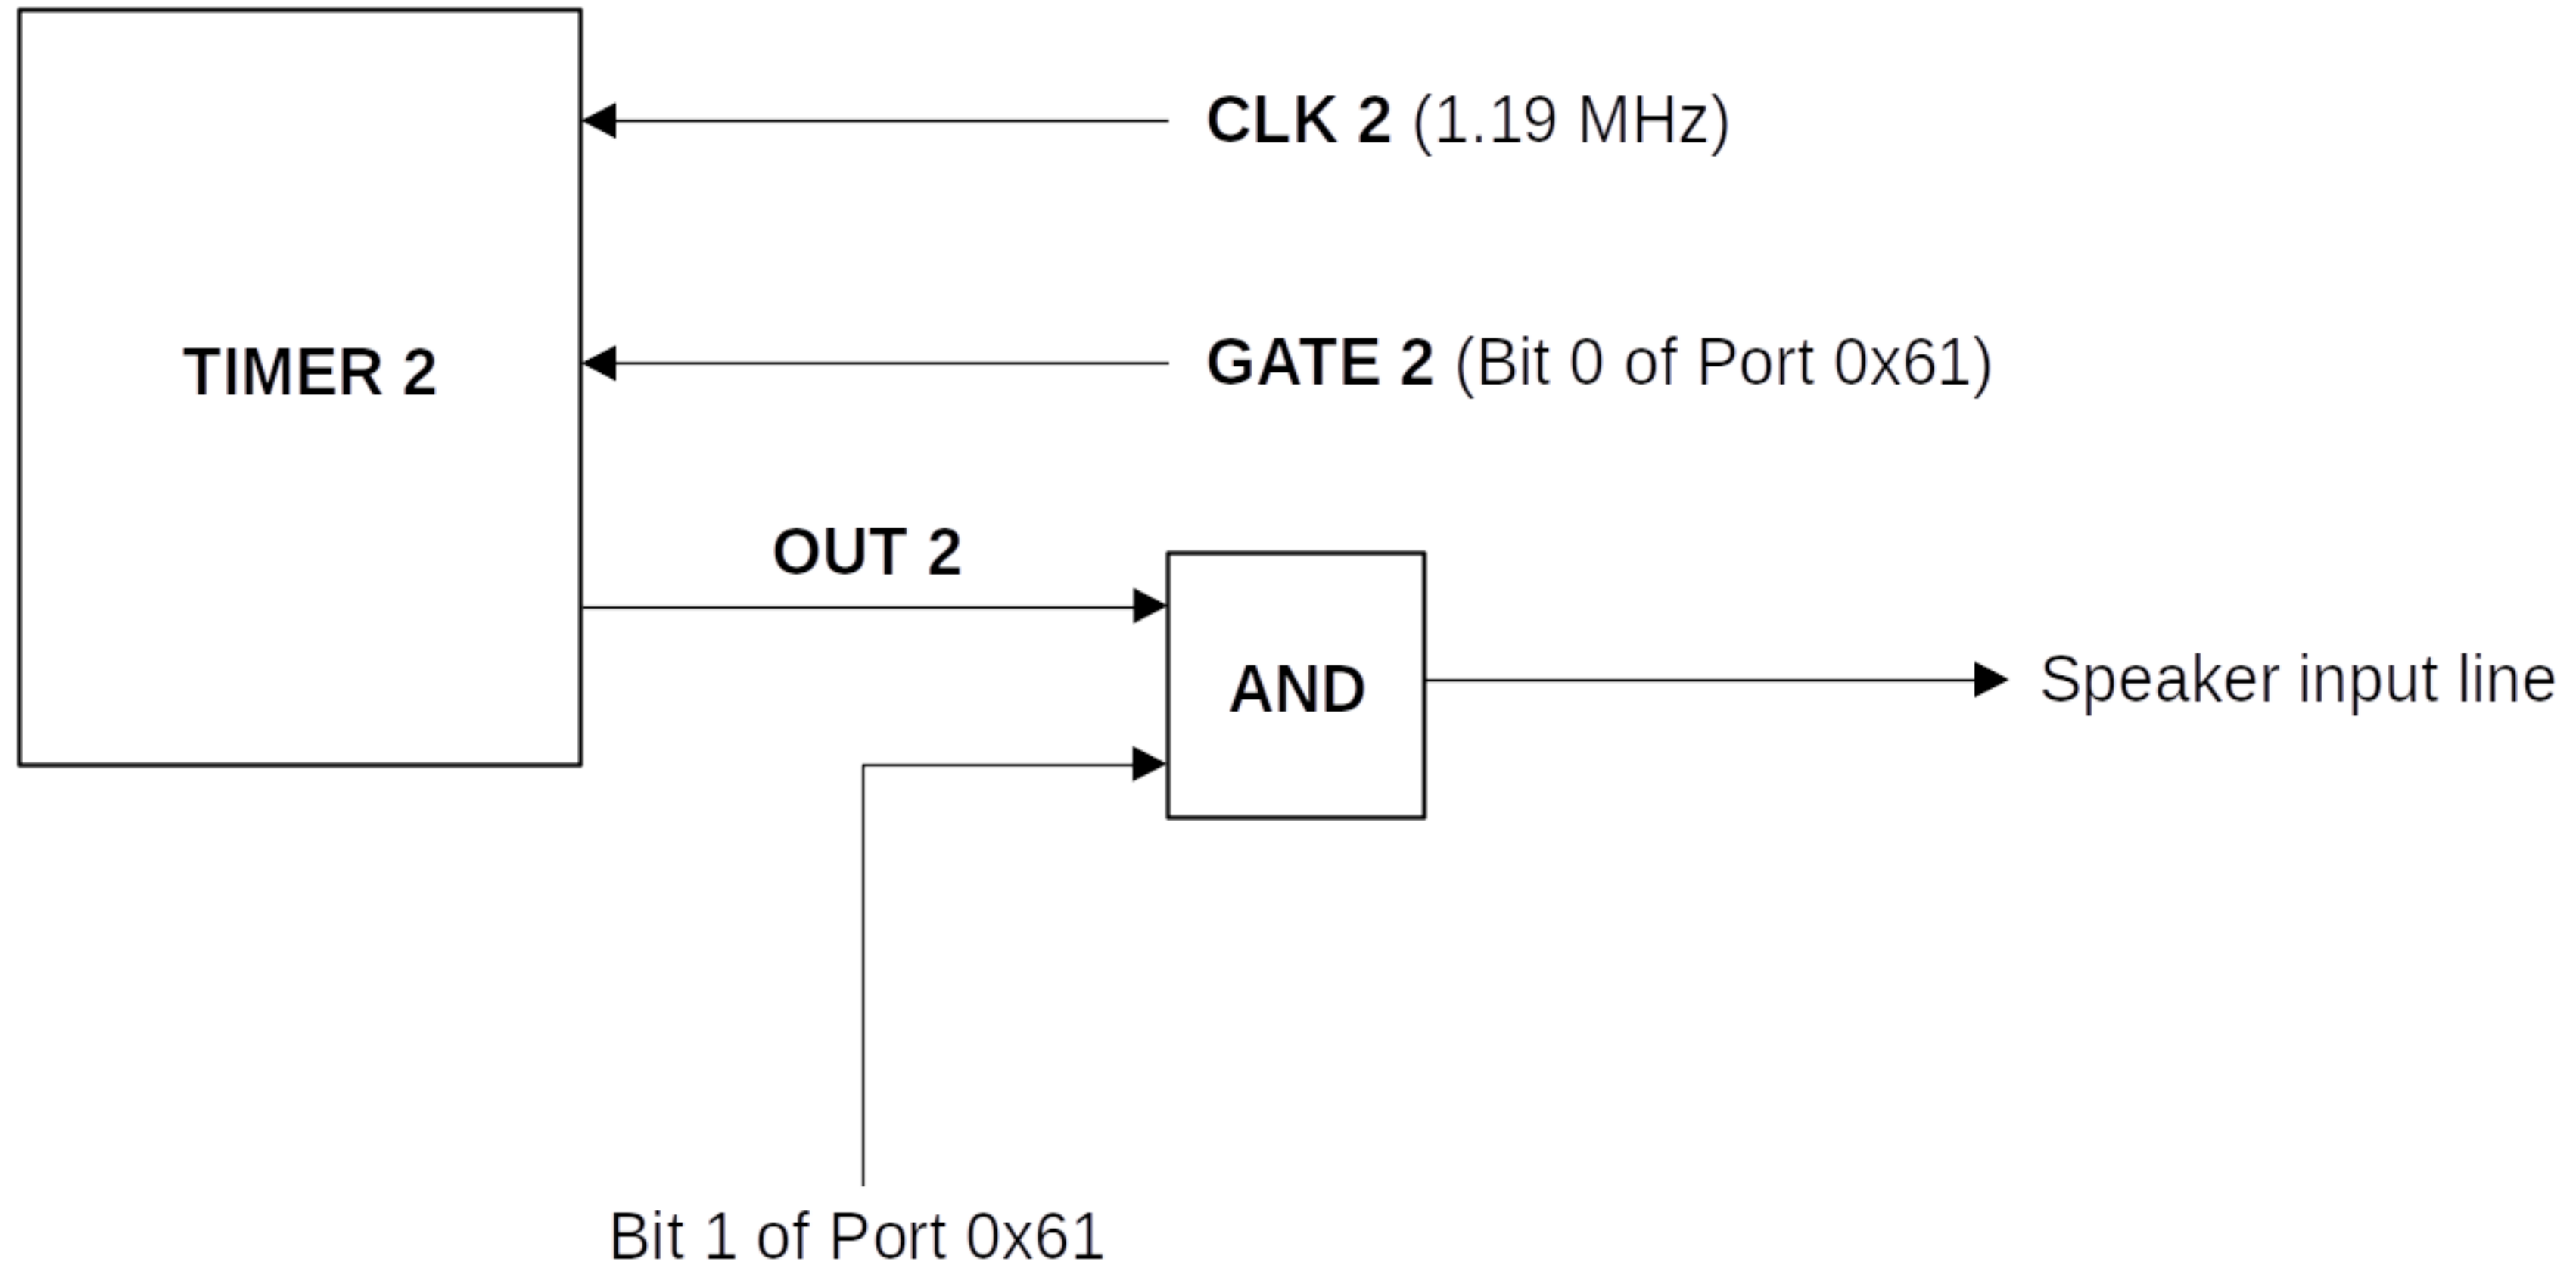 CLK 2 (1.19 MHz)
TIMER 2
GATE 2 (Bit 0 of Port 0x61)
OUT 2
AND
Speaker input line
Bit 1 of Port 0x61